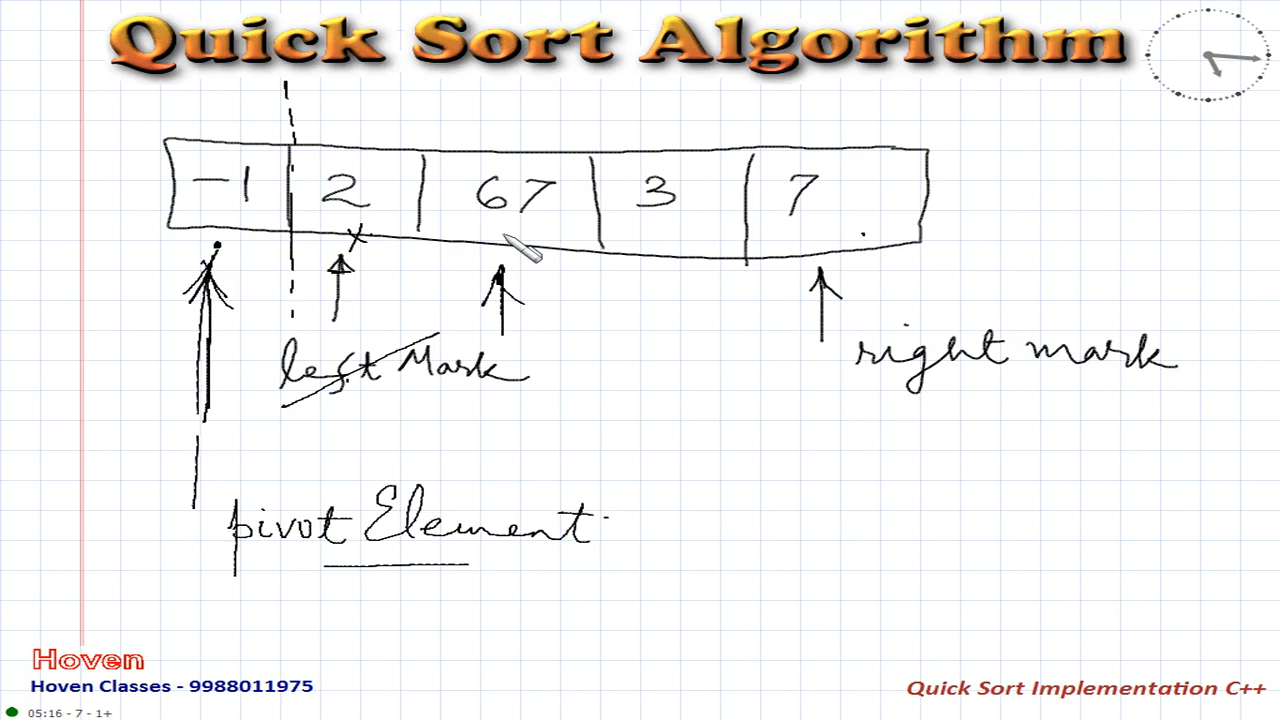 Quick Sort Algorithm
-1 2 67 3 7
left Mark
right mark
pivot Element
Hoven
Hoven Classes - 9988011975
Quick Sort Implementation C++
05:16 - 7 - 1+